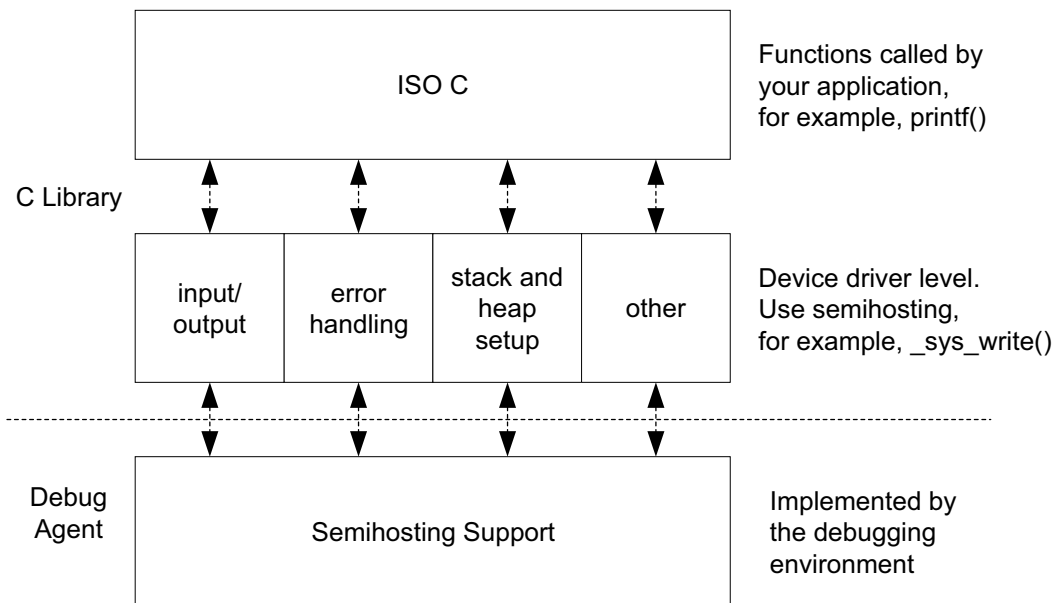 ISO C
Functions called by
your application,
for example, printf()
C Library
input/
output
error
handling
stack and
heap
setup
other
Device driver level.
Use semihosting,
for example, _sys_write()
Debug
Agent
Semihosting Support
Implemented by
the debugging
environment